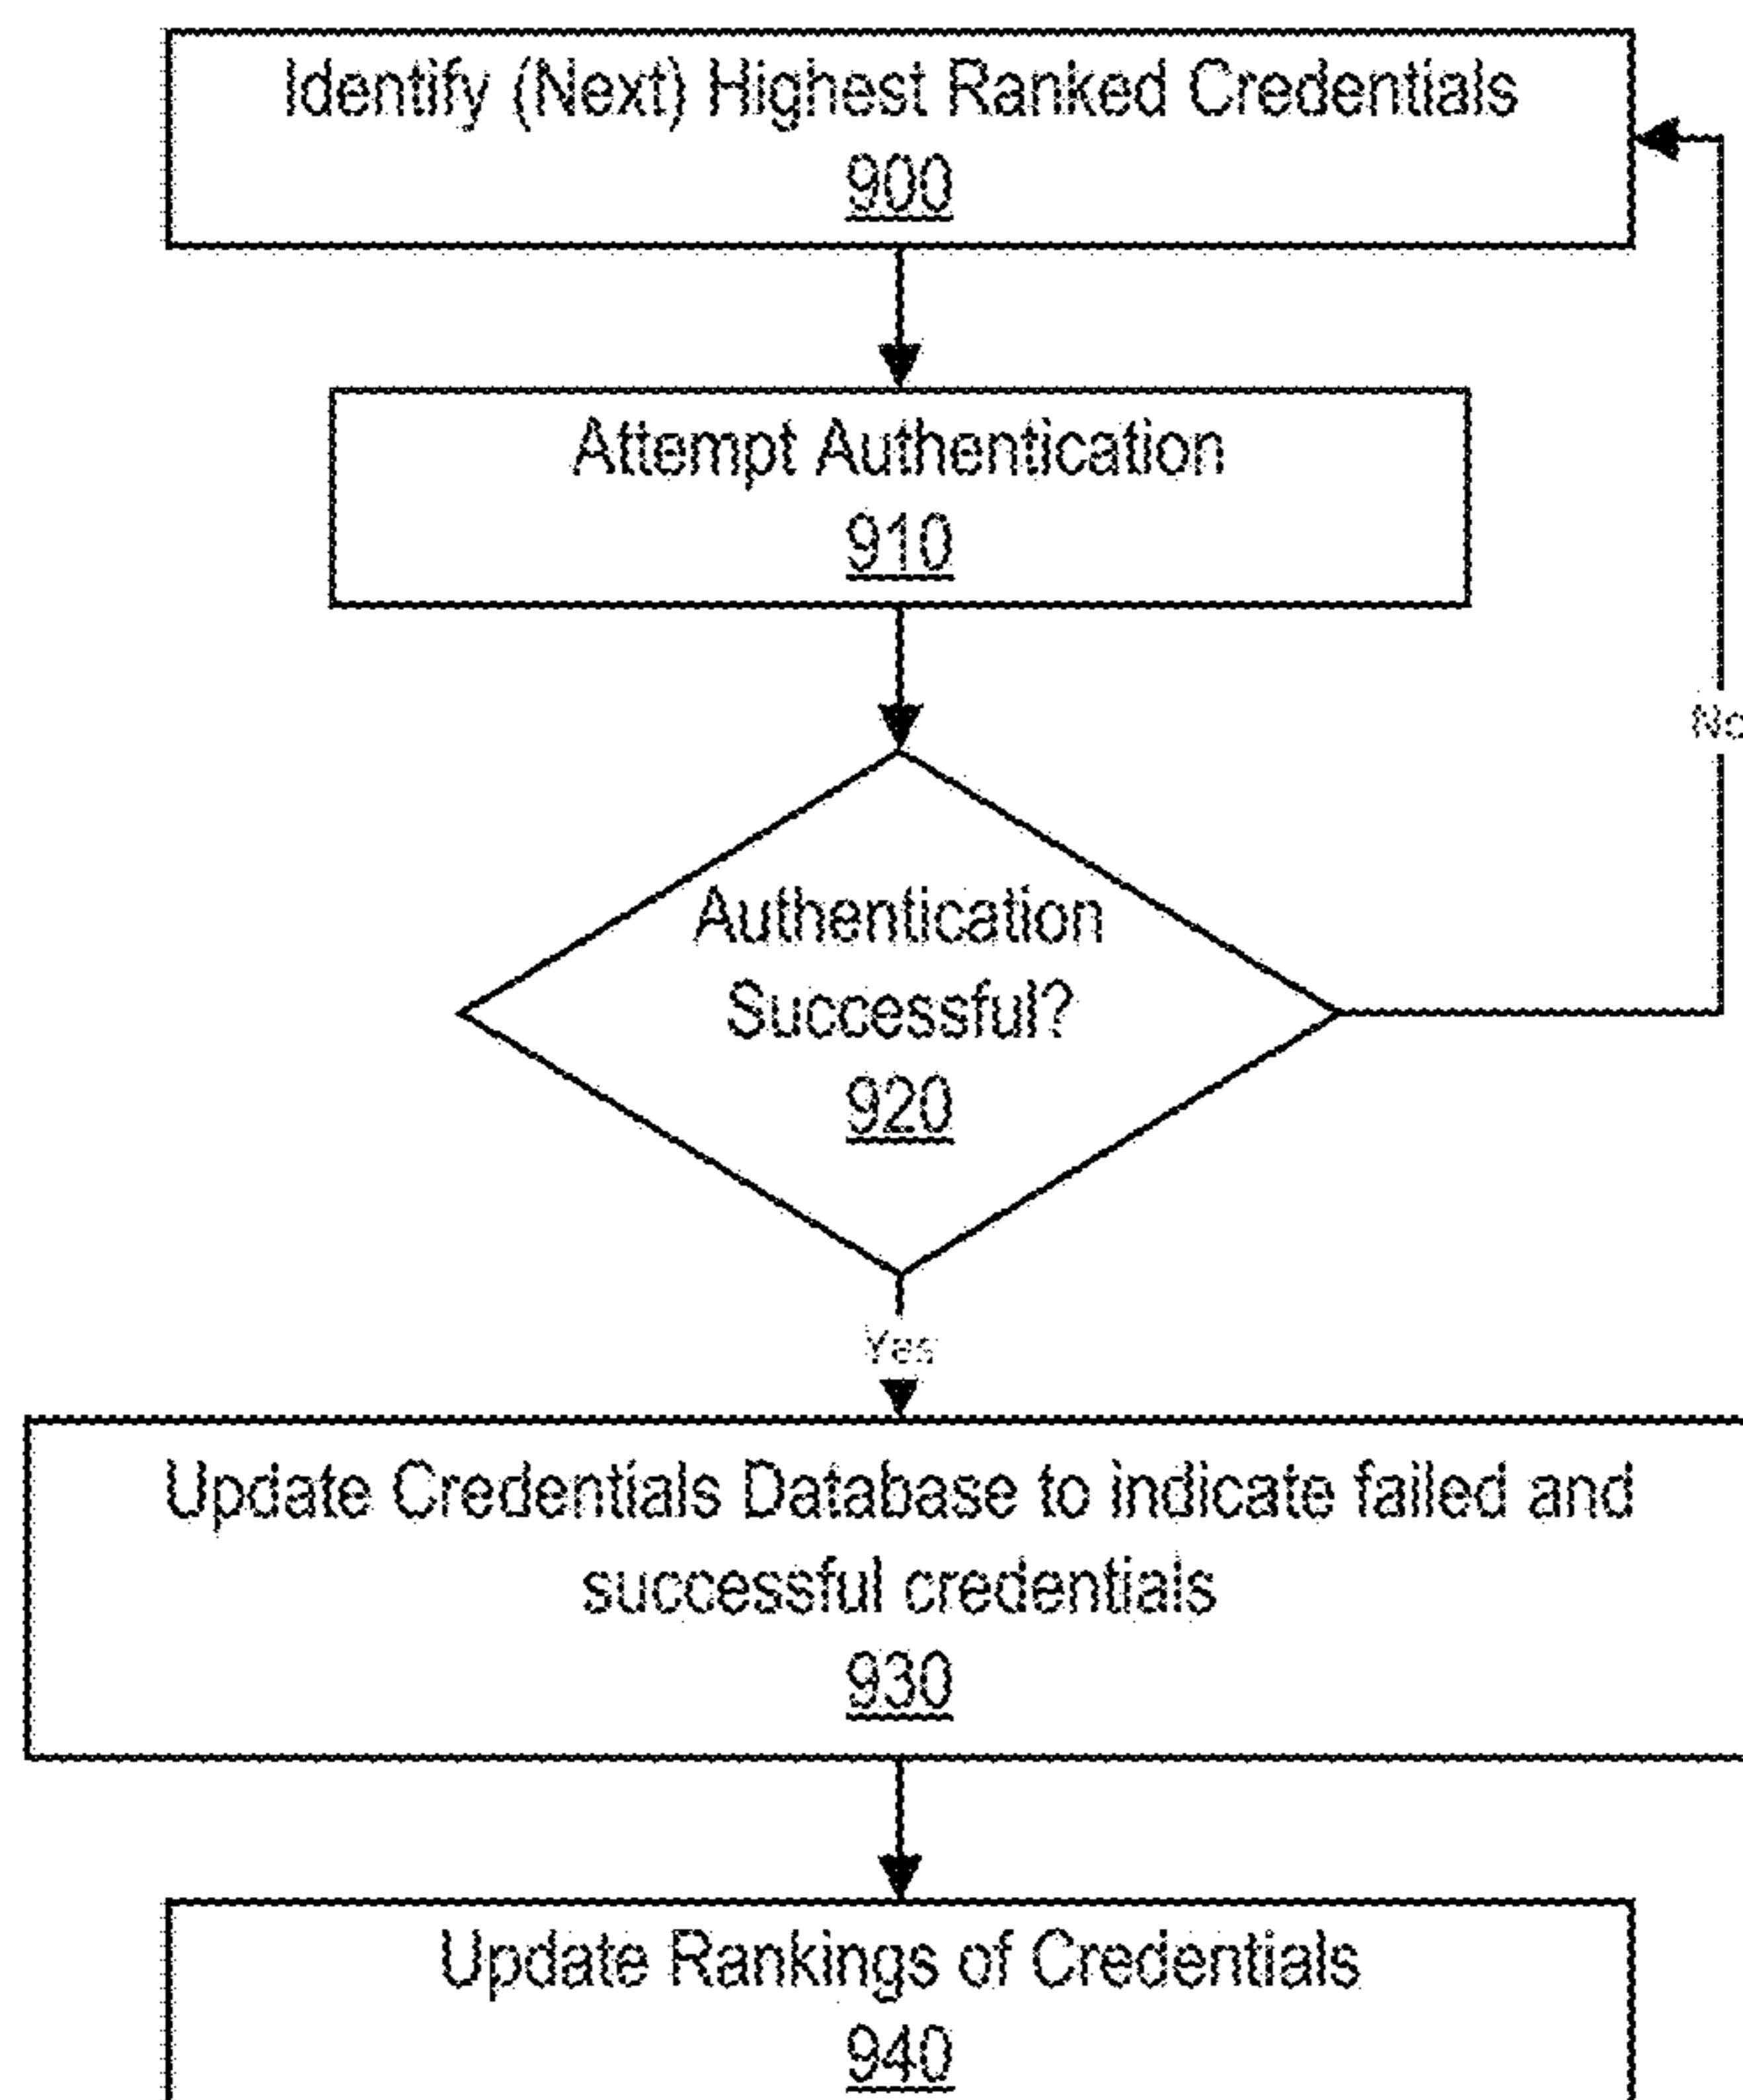 Identify (Next) Highest Ranked Credentials
900
Attempt Authentication
910
No
Authentication
Successful?
920
Yes
Update Credentials Database to indicate failed and
successful credentials
930
Update Rankings of Credentials
940